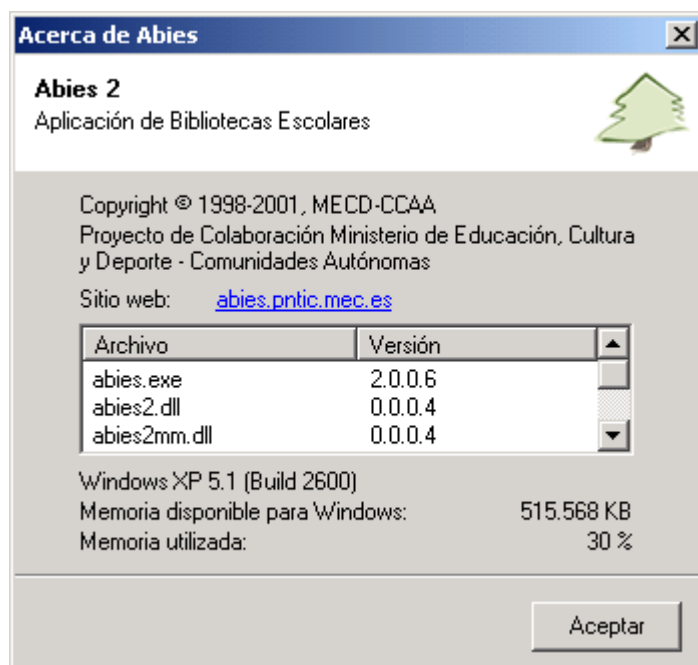 Acerca de Abies
Abies 2
Aplicación de Bibliotecas Escolares
Copyright © 1998-2001, MECD-CCAA
Proyecto de Colaboración Ministerio de Educación, Cultura
y Deporte - Comunidades Autónomas
Sitio web: abies.pntic.mec.es
Archivo Versión
abies.exe 2.0.0.6
abies2.dll 0.0.0.4
abies2mm.dll 0.0.0.4
Windows XP 5.1 (Build 2600)
Memoria disponible para Windows: 515.568 KB
Memoria utilizada: 30 %
Aceptar